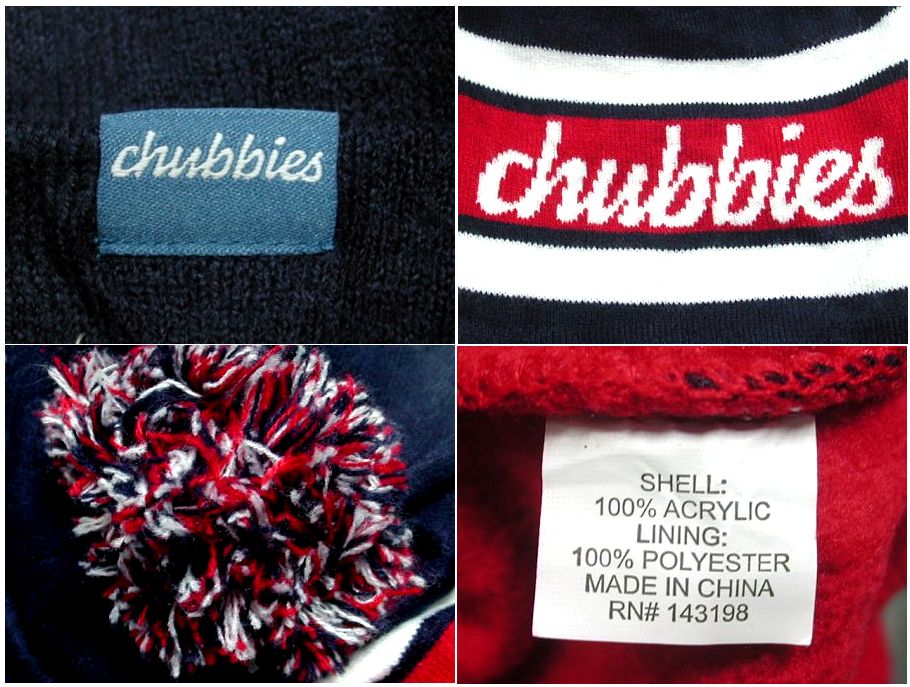 chubbies
chubbies
SHELL:
100% ACRYLIC
LINING:
100% POLYESTER
MADE IN CHINA
RN# 143198